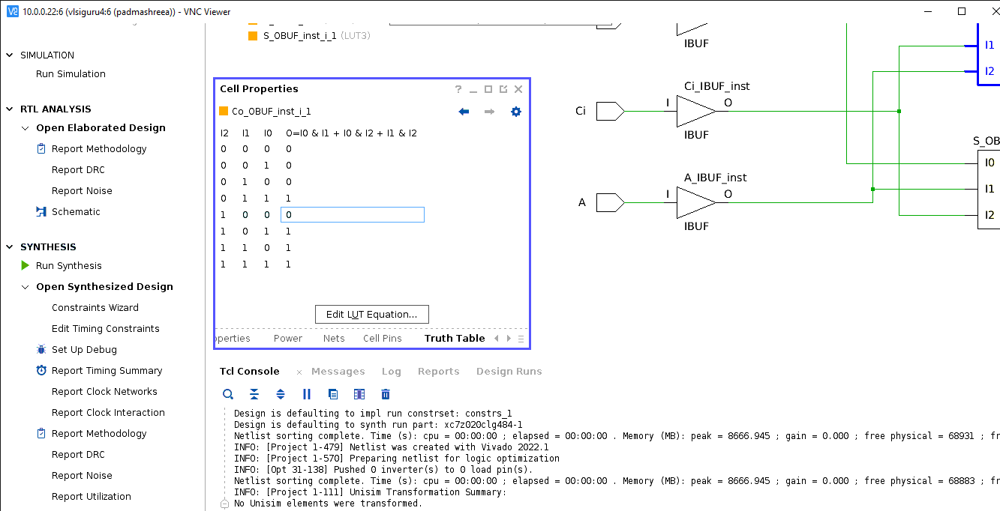 10.0.0.22:6 (vlsiguru4:6 (padmashreea)) - VNC Viewer
SIMULATION
Run Simulation
RTL ANALYSIS
Open Elaborated Design
Report Methodology
Report DRC
Report Noise
Schematic
SYNTHESIS
Run Synthesis
Open Synthesized Design
Constraints Wizard
Edit Timing Constraints
Set Up Debug
Report Timing Summary
Report Clock Networks
Report Clock Interaction
Report Methodology
Report DRC
Report Noise
Report Utilization
S_OBUF_inst_i_1 (LUT3)
Cell Properties
Co_OBUF_inst_i_1
I2 I1 I0 O=I0 & I1 + I0 & I2 + I1 & I2
0 0 0 0
0 0 1 0
0 1 0 0
0 1 1 1
1 0 0 0
1 0 1 1
1 1 0 1
1 1 1 1
Edit LUT Equation...
operties Power Nets Cell Pins Truth Table
IBUF
Ci_IBUF_inst
Ci
I
O
IBUF
A_IBUF_inst
A
I
O
IBUF
I1
I2
S_OB
I0
I1
I2
Tcl Console × Messages Log Reports Design Runs
Design is defaulting to impl run constrset: constrs_1
Design is defaulting to synth run part: xc7z020clg484-1
Netlist sorting complete. Time (s): cpu = 00:00:00 ; elapsed = 00:00:00 . Memory (MB): peak = 8666.945 ; gain = 0.000 ; free physical = 68931 ; fr
INFO: [Project 1-479] Netlist was created with Vivado 2022.1
INFO: [Project 1-570] Preparing netlist for logic optimization
INFO: [Opt 31-138] Pushed 0 inverter(s) to 0 load pin(s).
Netlist sorting complete. Time (s): cpu = 00:00:00 ; elapsed = 00:00:00 . Memory (MB): peak = 8666.945 ; gain = 0.000 ; free physical = 68883 ; fr
INFO: [Project 1-111] Unisim Transformation Summary:
No Unisim elements were transformed.